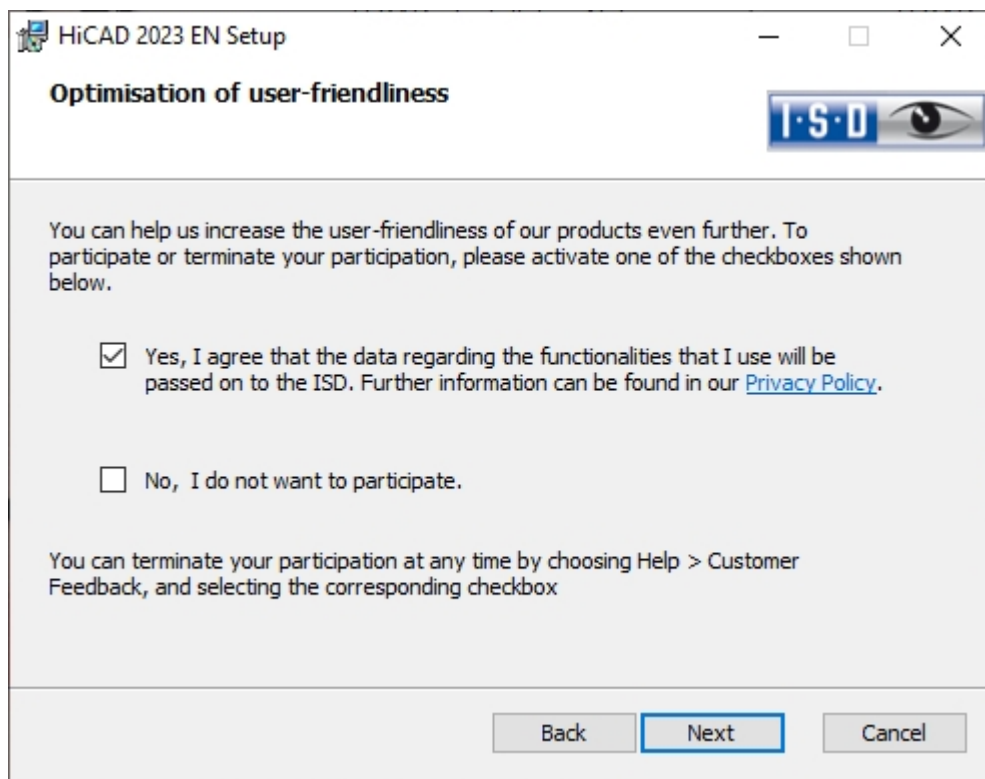 HiCAD 2023 EN Setup
Optimisation of user-friendliness
I·S·D
You can help us increase the user-friendliness of our products even further. To
participate or terminate your participation, please activate one of the checkboxes shown
below.
Yes, I agree that the data regarding the functionalities that I use will be
passed on to the ISD. Further information can be found in our Privacy Policy.
No, I do not want to participate.
You can terminate your participation at any time by choosing Help > Customer
Feedback, and selecting the corresponding checkbox
Back Next Cancel